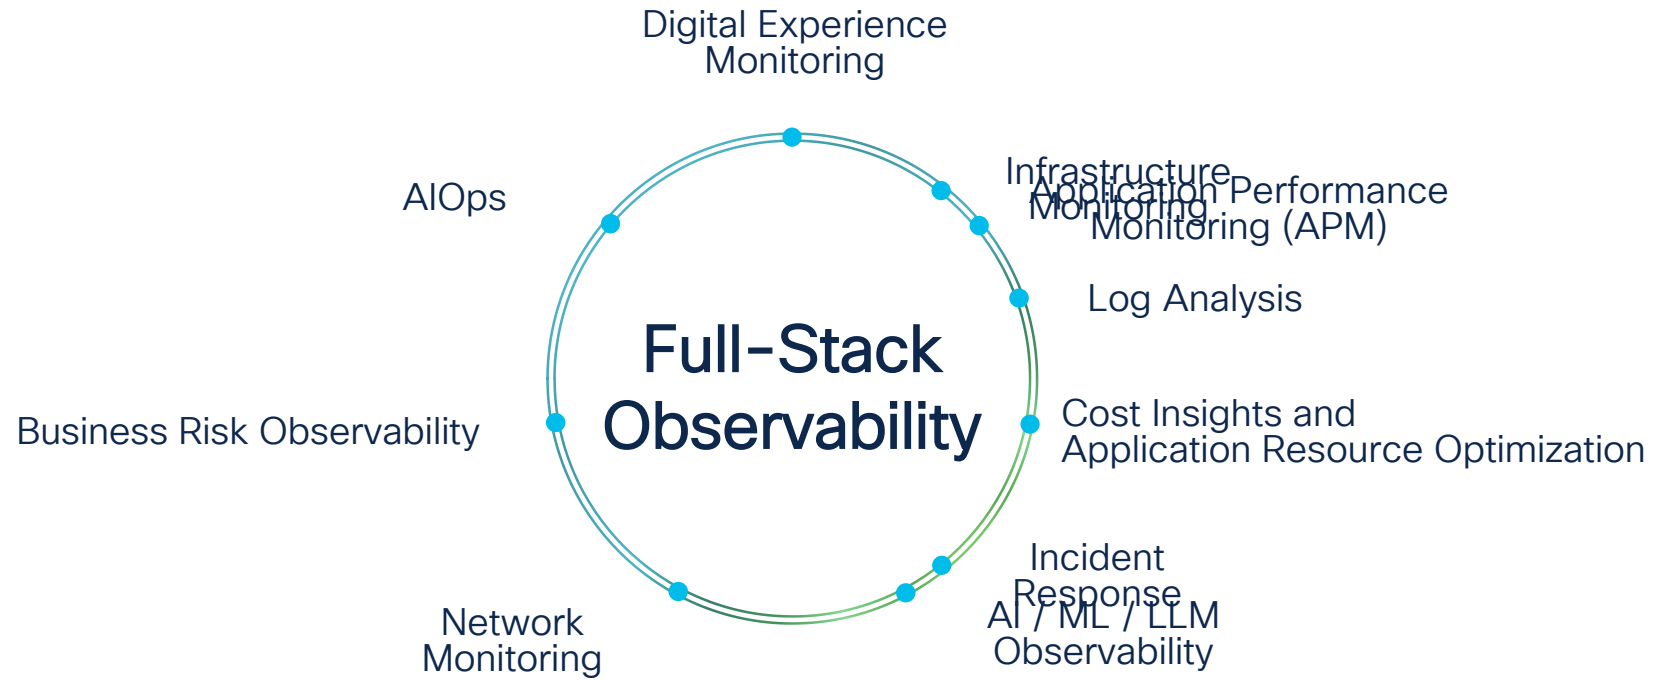 Digital Experience
Monitoring
Infrastructure
Monitoring
Application Performance
Monitoring (APM)
Log Analysis
Cost Insights and
Application Resource Optimization
Incident
Response
AI / ML / LLM
Observability
Network
Monitoring
Business Risk Observability
AIOps
Full-Stack
Observability